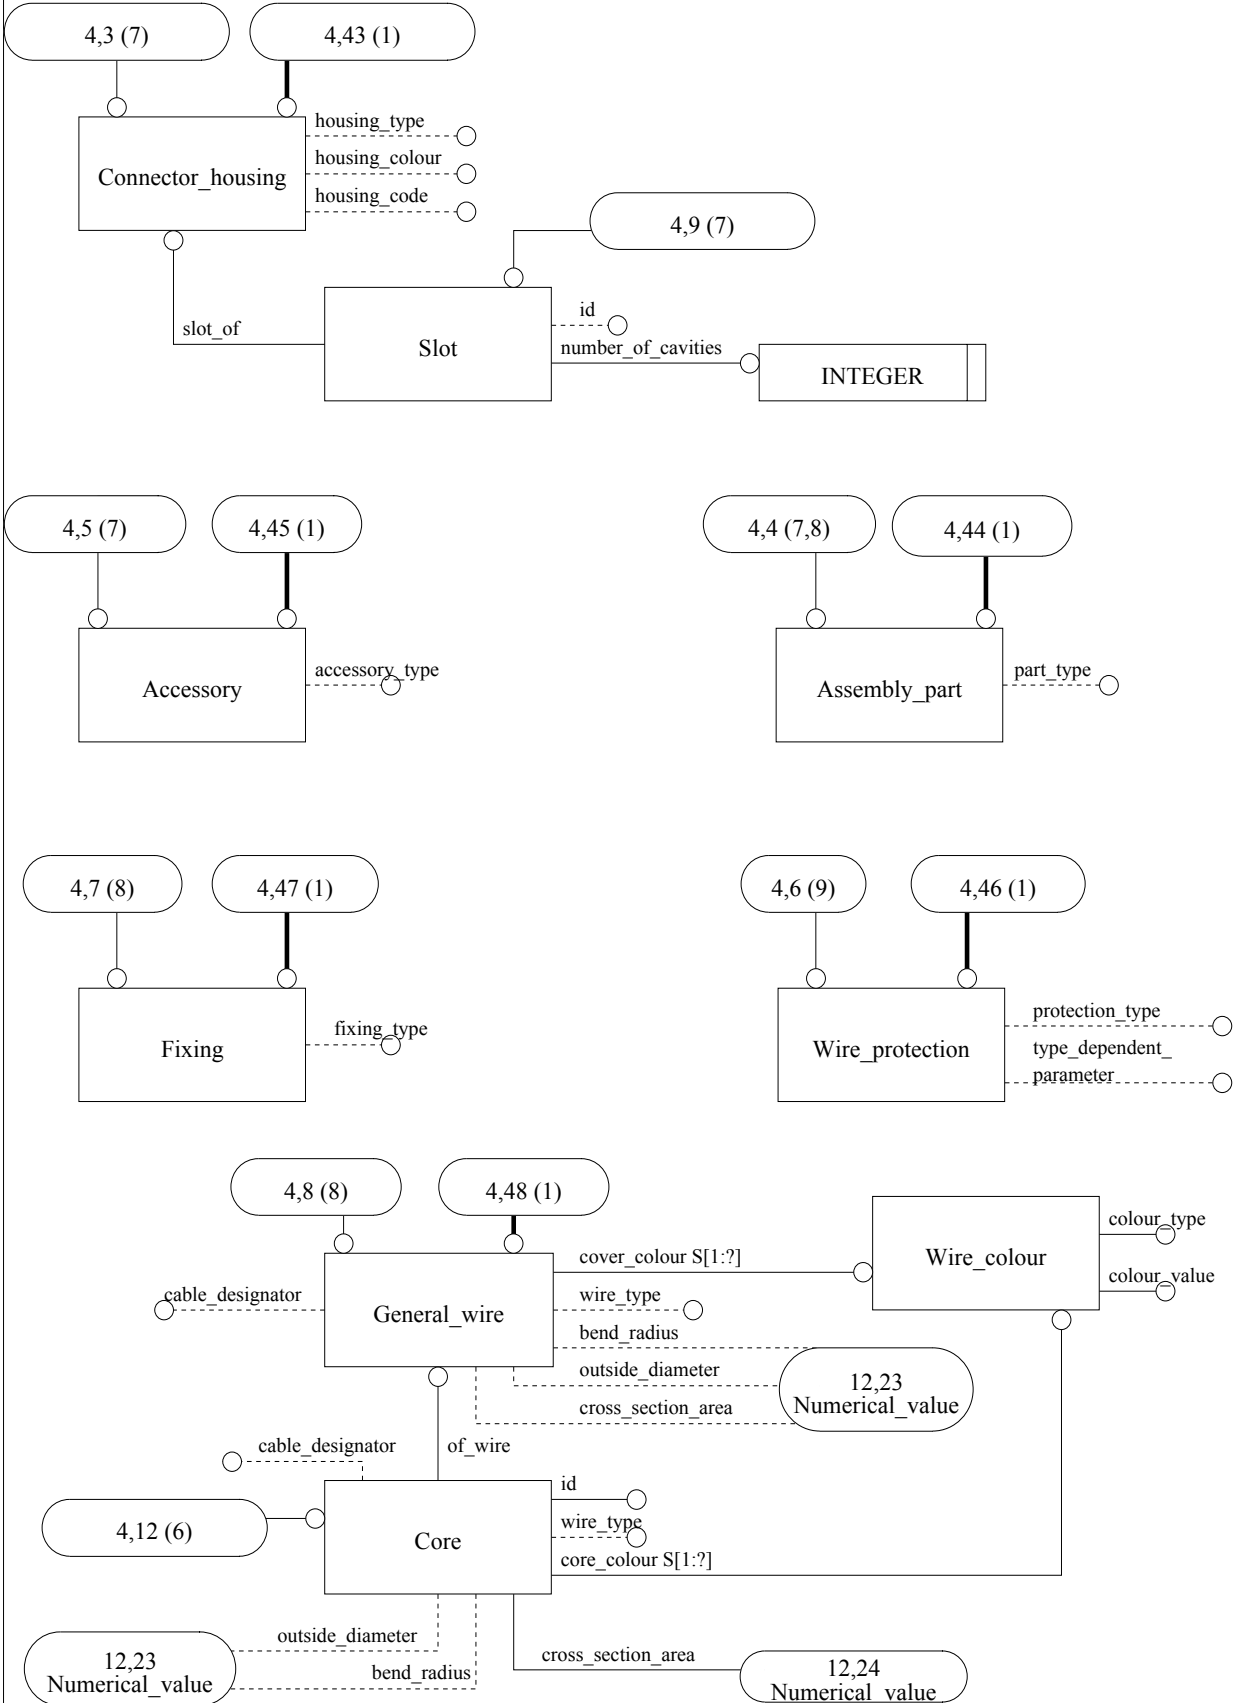 4,3 (7)
4,43 (1)
housing_type
housing_colour
Connector_housing
housing_code
4,9 (7)
id
slot_of
Slot
number_of_cavities
INTEGER
4,5 (7)
4,45 (1)
4,4 (7,8)
4,44 (1)
accessory_type
Accessory
part_type
Assembly_part
4,7 (8)
4,47 (1)
4,6 (9)
4,46 (1)
fixing_type
Fixing
protection_type
Wire_protection
type_dependent_
parameter
4,8 (8)
4,48 (1)
colour_type
cover_colour S[1:?]
Wire_colour
colour_value
cable_designator
General_wire
wire_type
bend_radius
outside_diameter
12,23
Numerical_value
cross_section_area
cable_designator
of_wire
id
4,12 (6)
Core
wire_type
core_colour S[1:?]
outside_diameter
12,23
Numerical_value
bend_radius
cross_section_area
12,24
Numerical_value